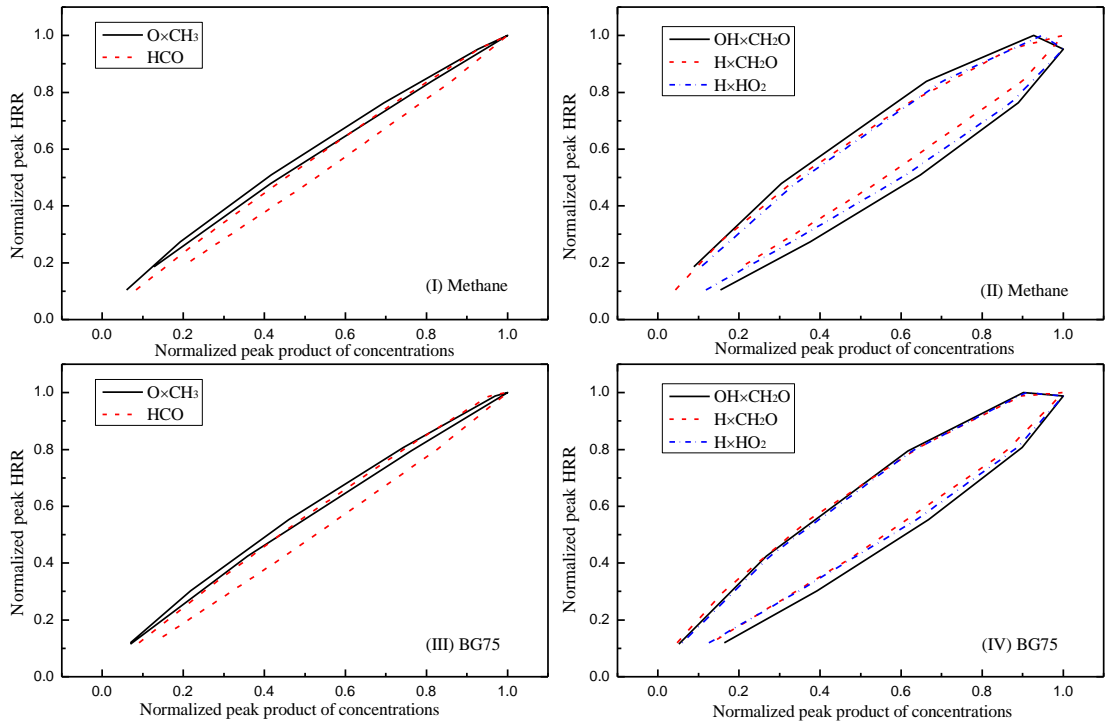 1.0
0.8
0.6
0.4
0.2
0.0
Normalized peak HRR
O×CH₃
HCO
(I) Methane
0.0 0.2 0.4 0.6 0.8 1.0
Normalized peak product of concentrations
1.0
0.8
0.6
0.4
0.2
0.0
Normalized peak HRR
OH×CH₂O
H×CH₂O
H×HO₂
(II) Methane
0.0 0.2 0.4 0.6 0.8 1.0
Normalized peak product of concentrations
1.0
0.8
0.6
0.4
0.2
0.0
Normalized peak HRR
O×CH₃
HCO
(III) BG75
0.0 0.2 0.4 0.6 0.8 1.0
Normalized peak product of concentrations
1.0
0.8
0.6
0.4
0.2
0.0
Normalized peak HRR
OH×CH₂O
H×CH₂O
H×HO₂
(IV) BG75
0.0 0.2 0.4 0.6 0.8 1.0
Normalized peak product of concentrations